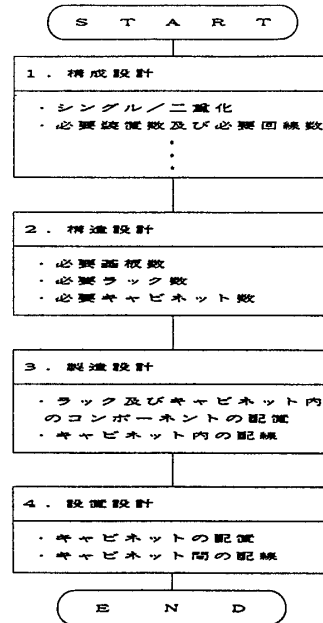 START
1. 構成設計
・シングル／二重化
・必要装置数及び必要回線数
・
・
・
2. 構造設計
・必要基板数
・必要ラック数
・必要キャビネット数
3. 製造設計
・ラック及びキャビネット内
のコンポーネントの配置
・キャビネット内の配線
4. 設置設計
・キャビネットの配置
・キャビネット間の配線
END